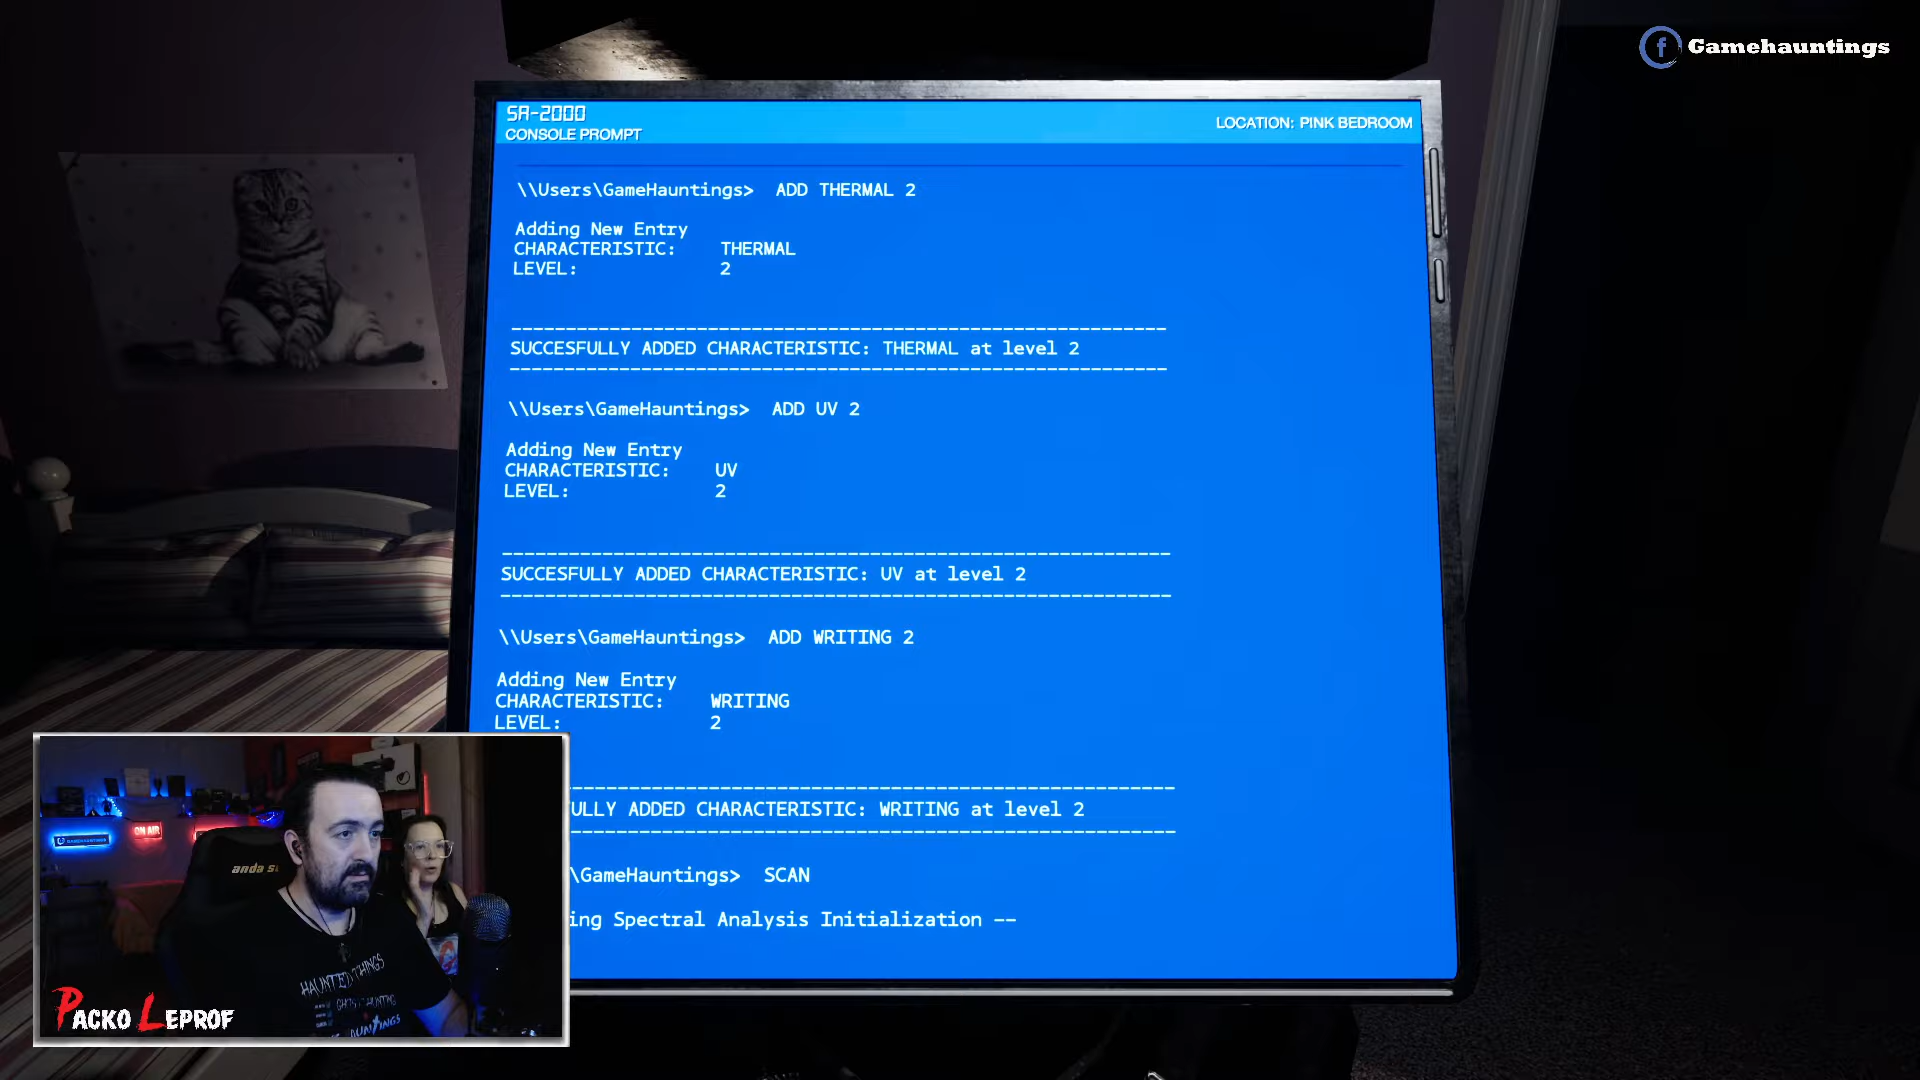 Gamehauntings
SA-2000
CONSOLE PROMPT
LOCATION: PINK BEDROOM
\\Users\GameHauntings> ADD THERMAL 2
Adding New Entry
CHARACTERISTIC: THERMAL
LEVEL: 2
------------------------------------------------------------
SUCCESFULLY ADDED CHARACTERISTIC: THERMAL at level 2
------------------------------------------------------------
\\Users\GameHauntings> ADD UV 2
Adding New Entry
CHARACTERISTIC: UV
LEVEL: 2
------------------------------------------------------------
SUCCESFULLY ADDED CHARACTERISTIC: UV at level 2
------------------------------------------------------------
\\Users\GameHauntings> ADD WRITING 2
Adding New Entry
CHARACTERISTIC: WRITING
LEVEL: 2
------------------------------------------------------
ULLY ADDED CHARACTERISTIC: WRITING at level 2
------------------------------------------------------
\GameHauntings> SCAN
ing Spectral Analysis Initialization --
ON AIR
anda s
HAUNTED THINGS
PACKO LEPROF